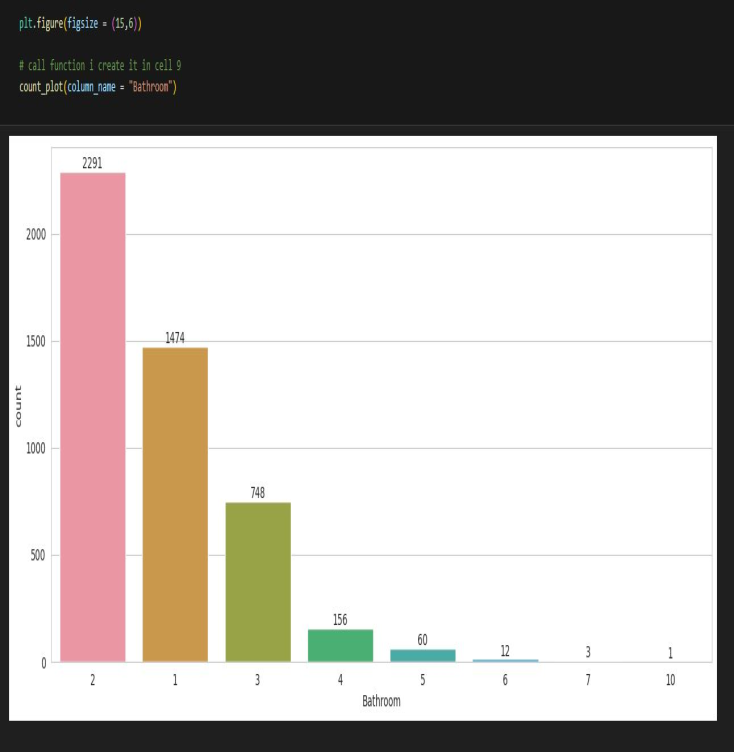 plt.figure(figsize = (15,6))
# call function i create it in cell 9
count_plot(column_name = "Bathroom")
2291
2000
1500
1474
count
1000
748
500
156
60
12
3
1
0
2 1 3 4 5 6 7 10
Bathroom